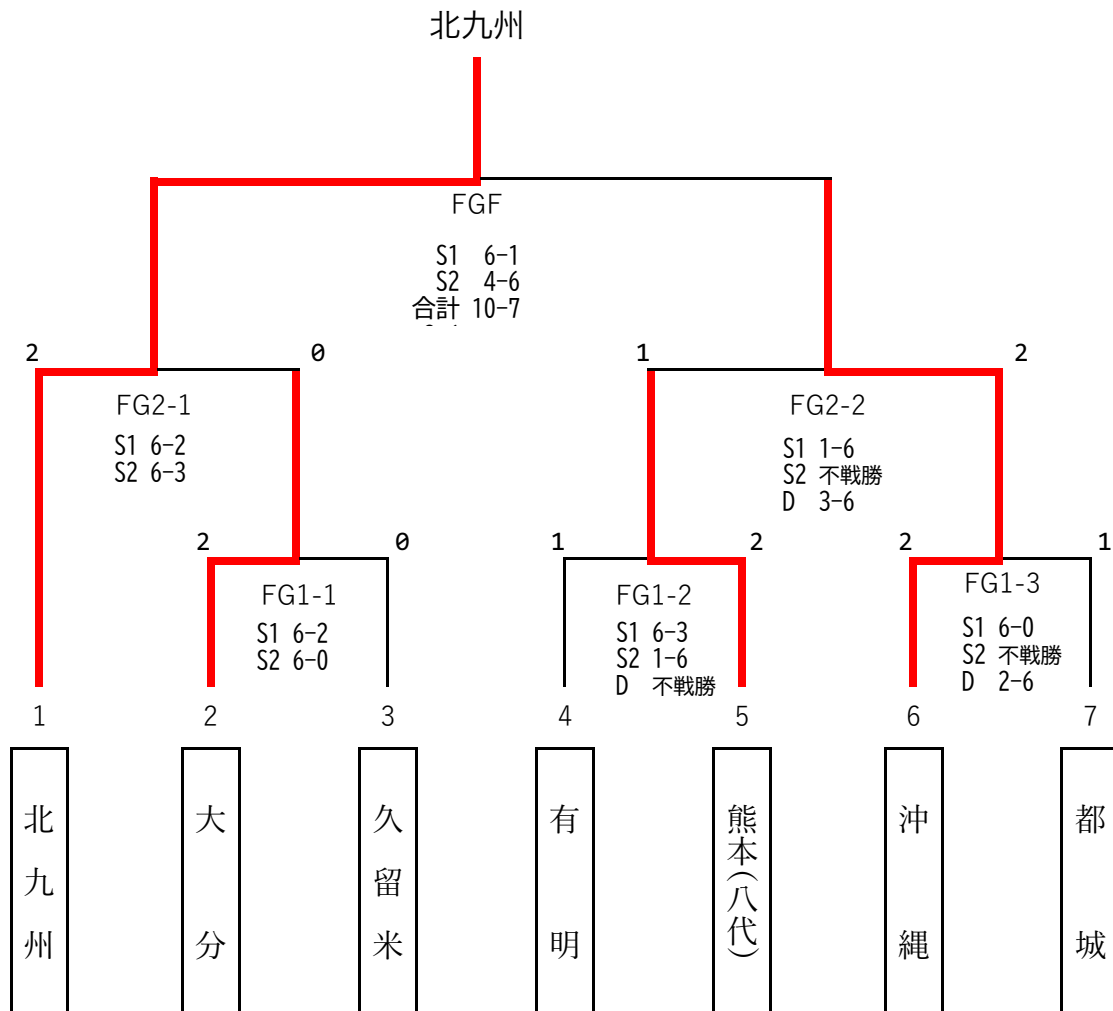 北九州
FGF
S1 6-1
S2 4-6
合計 10-7
2 0 1 2
FG2-1
S1 6-2
S2 6-3
FG2-2
S1 1-6
S2 不戦勝
D 3-6
2 0 1 2 2 1
FG1-1
S1 6-2
S2 6-0
FG1-2
S1 6-3
S2 1-6
D 不戦勝
FG1-3
S1 6-0
S2 不戦勝
D 2-6
1 2 3 4 5 6 7
北九州
大分
久留米
有明
熊本(八代)
沖縄
都城